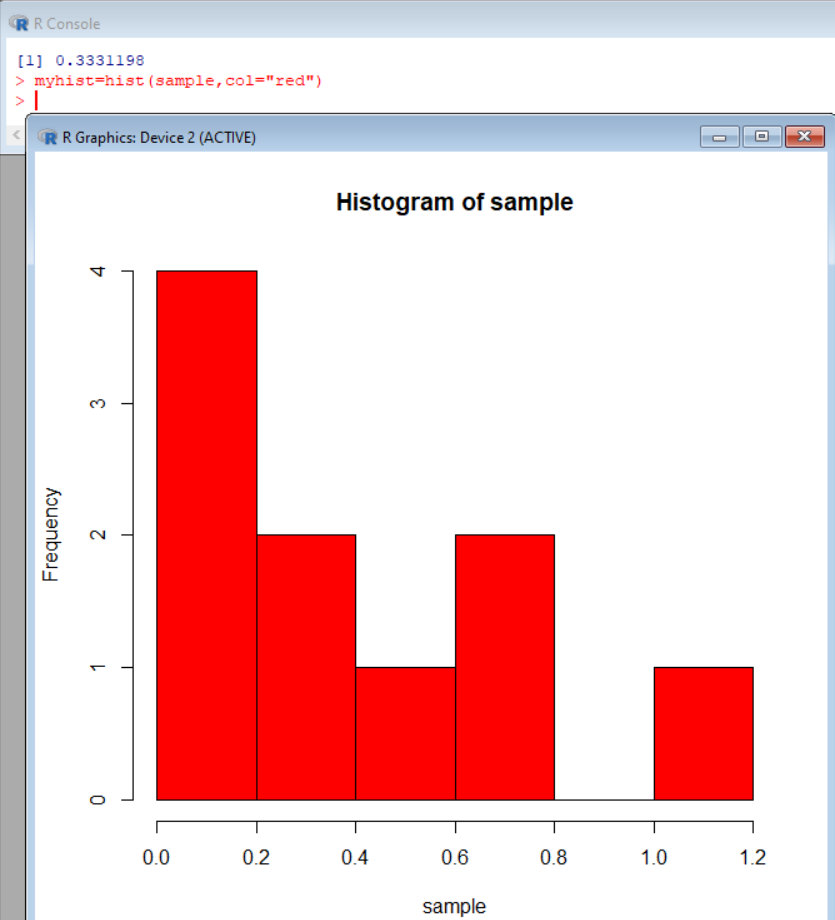 R Console
[1] 0.3331198
> myhist=hist(sample,col="red")
>
R Graphics: Device 2 (ACTIVE)
Histogram of sample
4
3
2
1
0
Frequency
0.0 0.2 0.4 0.6 0.8 1.0 1.2
sample